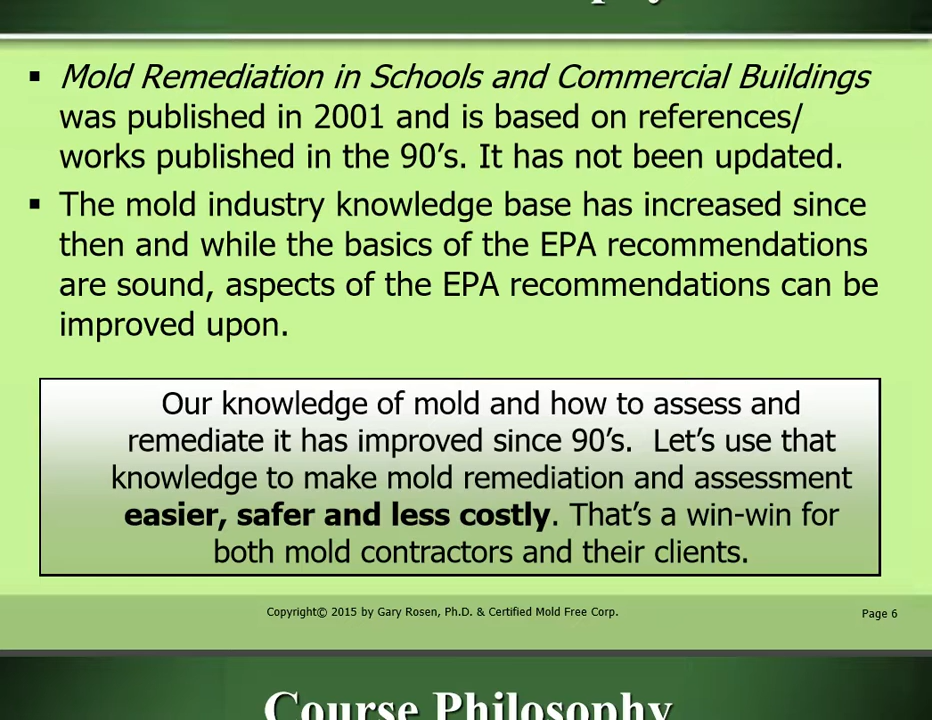 ▪ Mold Remediation in Schools and Commercial Buildings
was published in 2001 and is based on references/
works published in the 90's. It has not been updated.
▪ The mold industry knowledge base has increased since
then and while the basics of the EPA recommendations
are sound, aspects of the EPA recommendations can be
improved upon.
Our knowledge of mold and how to assess and
remediate it has improved since 90's.  Let's use that
knowledge to make mold remediation and assessment
easier, safer and less costly. That's a win-win for
both mold contractors and their clients.
Copyright© 2015 by Gary Rosen, Ph.D. & Certified Mold Free Corp.
Page 6
Course Philosophy